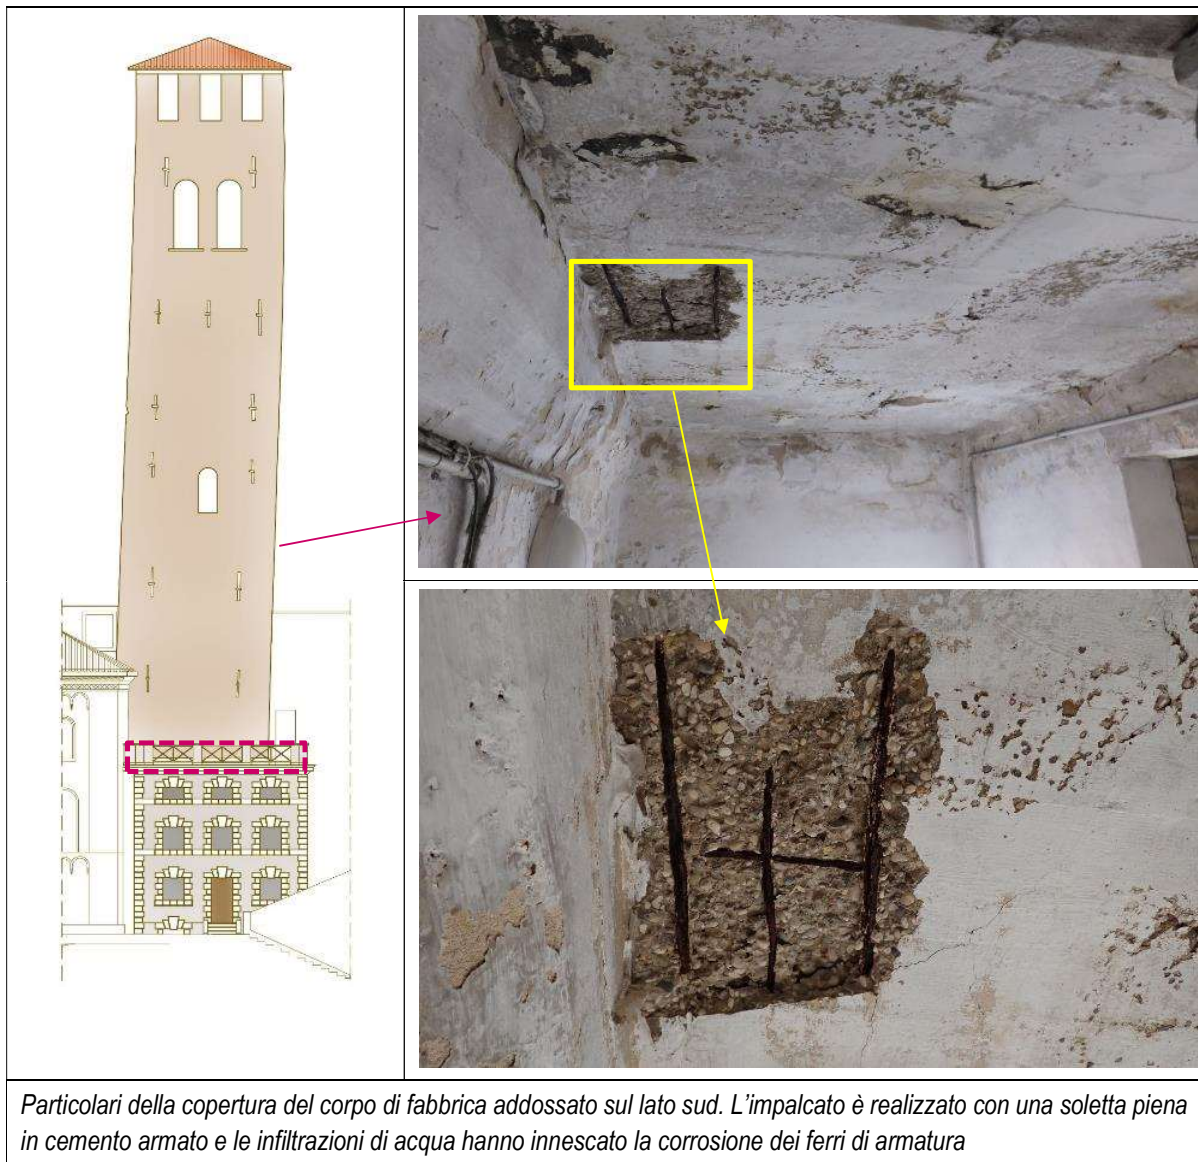 Particolari della copertura del corpo di fabbrica addossato sul lato sud. L’impalcato è realizzato con una soletta piena
in cemento armato e le infiltrazioni di acqua hanno innescato la corrosione dei ferri di armatura